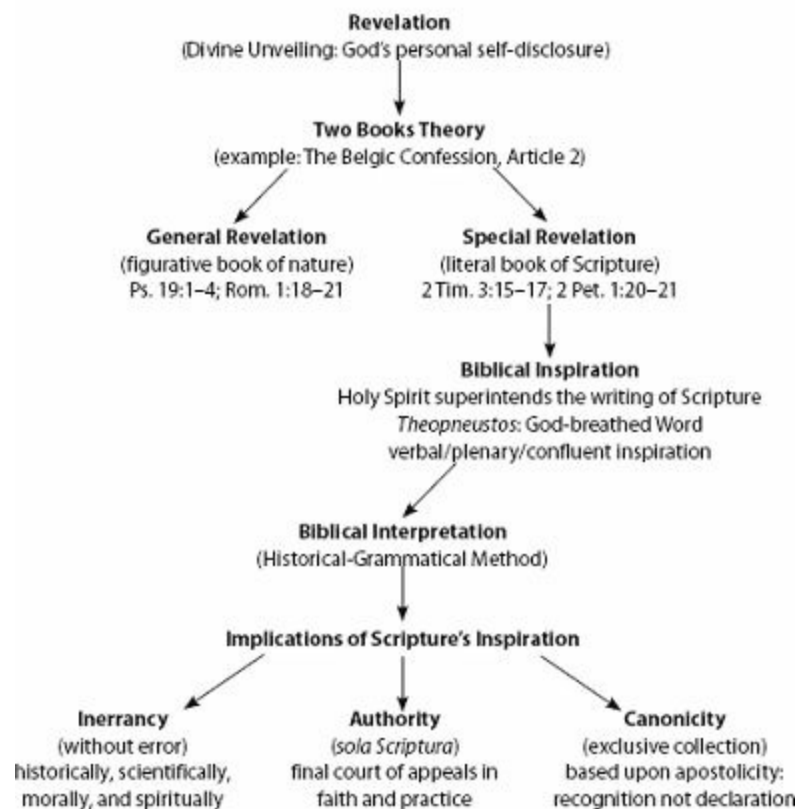 Revelation
(Divine Unveiling: God's personal self-disclosure)
Two Books Theory
(example: The Belgic Confession, Article 2)
General Revelation
(figurative book of nature)
Ps. 19:1–4; Rom. 1:18–21
Special Revelation
(literal book of Scripture)
2 Tim. 3:15–17; 2 Pet. 1:20–21
Biblical Inspiration
Holy Spirit superintends the writing of Scripture
Theopneustos: God-breathed Word
verbal/plenary/confluent inspiration
Biblical Interpretation
(Historical-Grammatical Method)
Implications of Scripture's Inspiration
Inerrancy
(without error)
historically, scientifically,
morally, and spiritually
Authority
(sola Scriptura)
final court of appeals in
faith and practice
Canonicity
(exclusive collection)
based upon apostolicity:
recognition not declaration